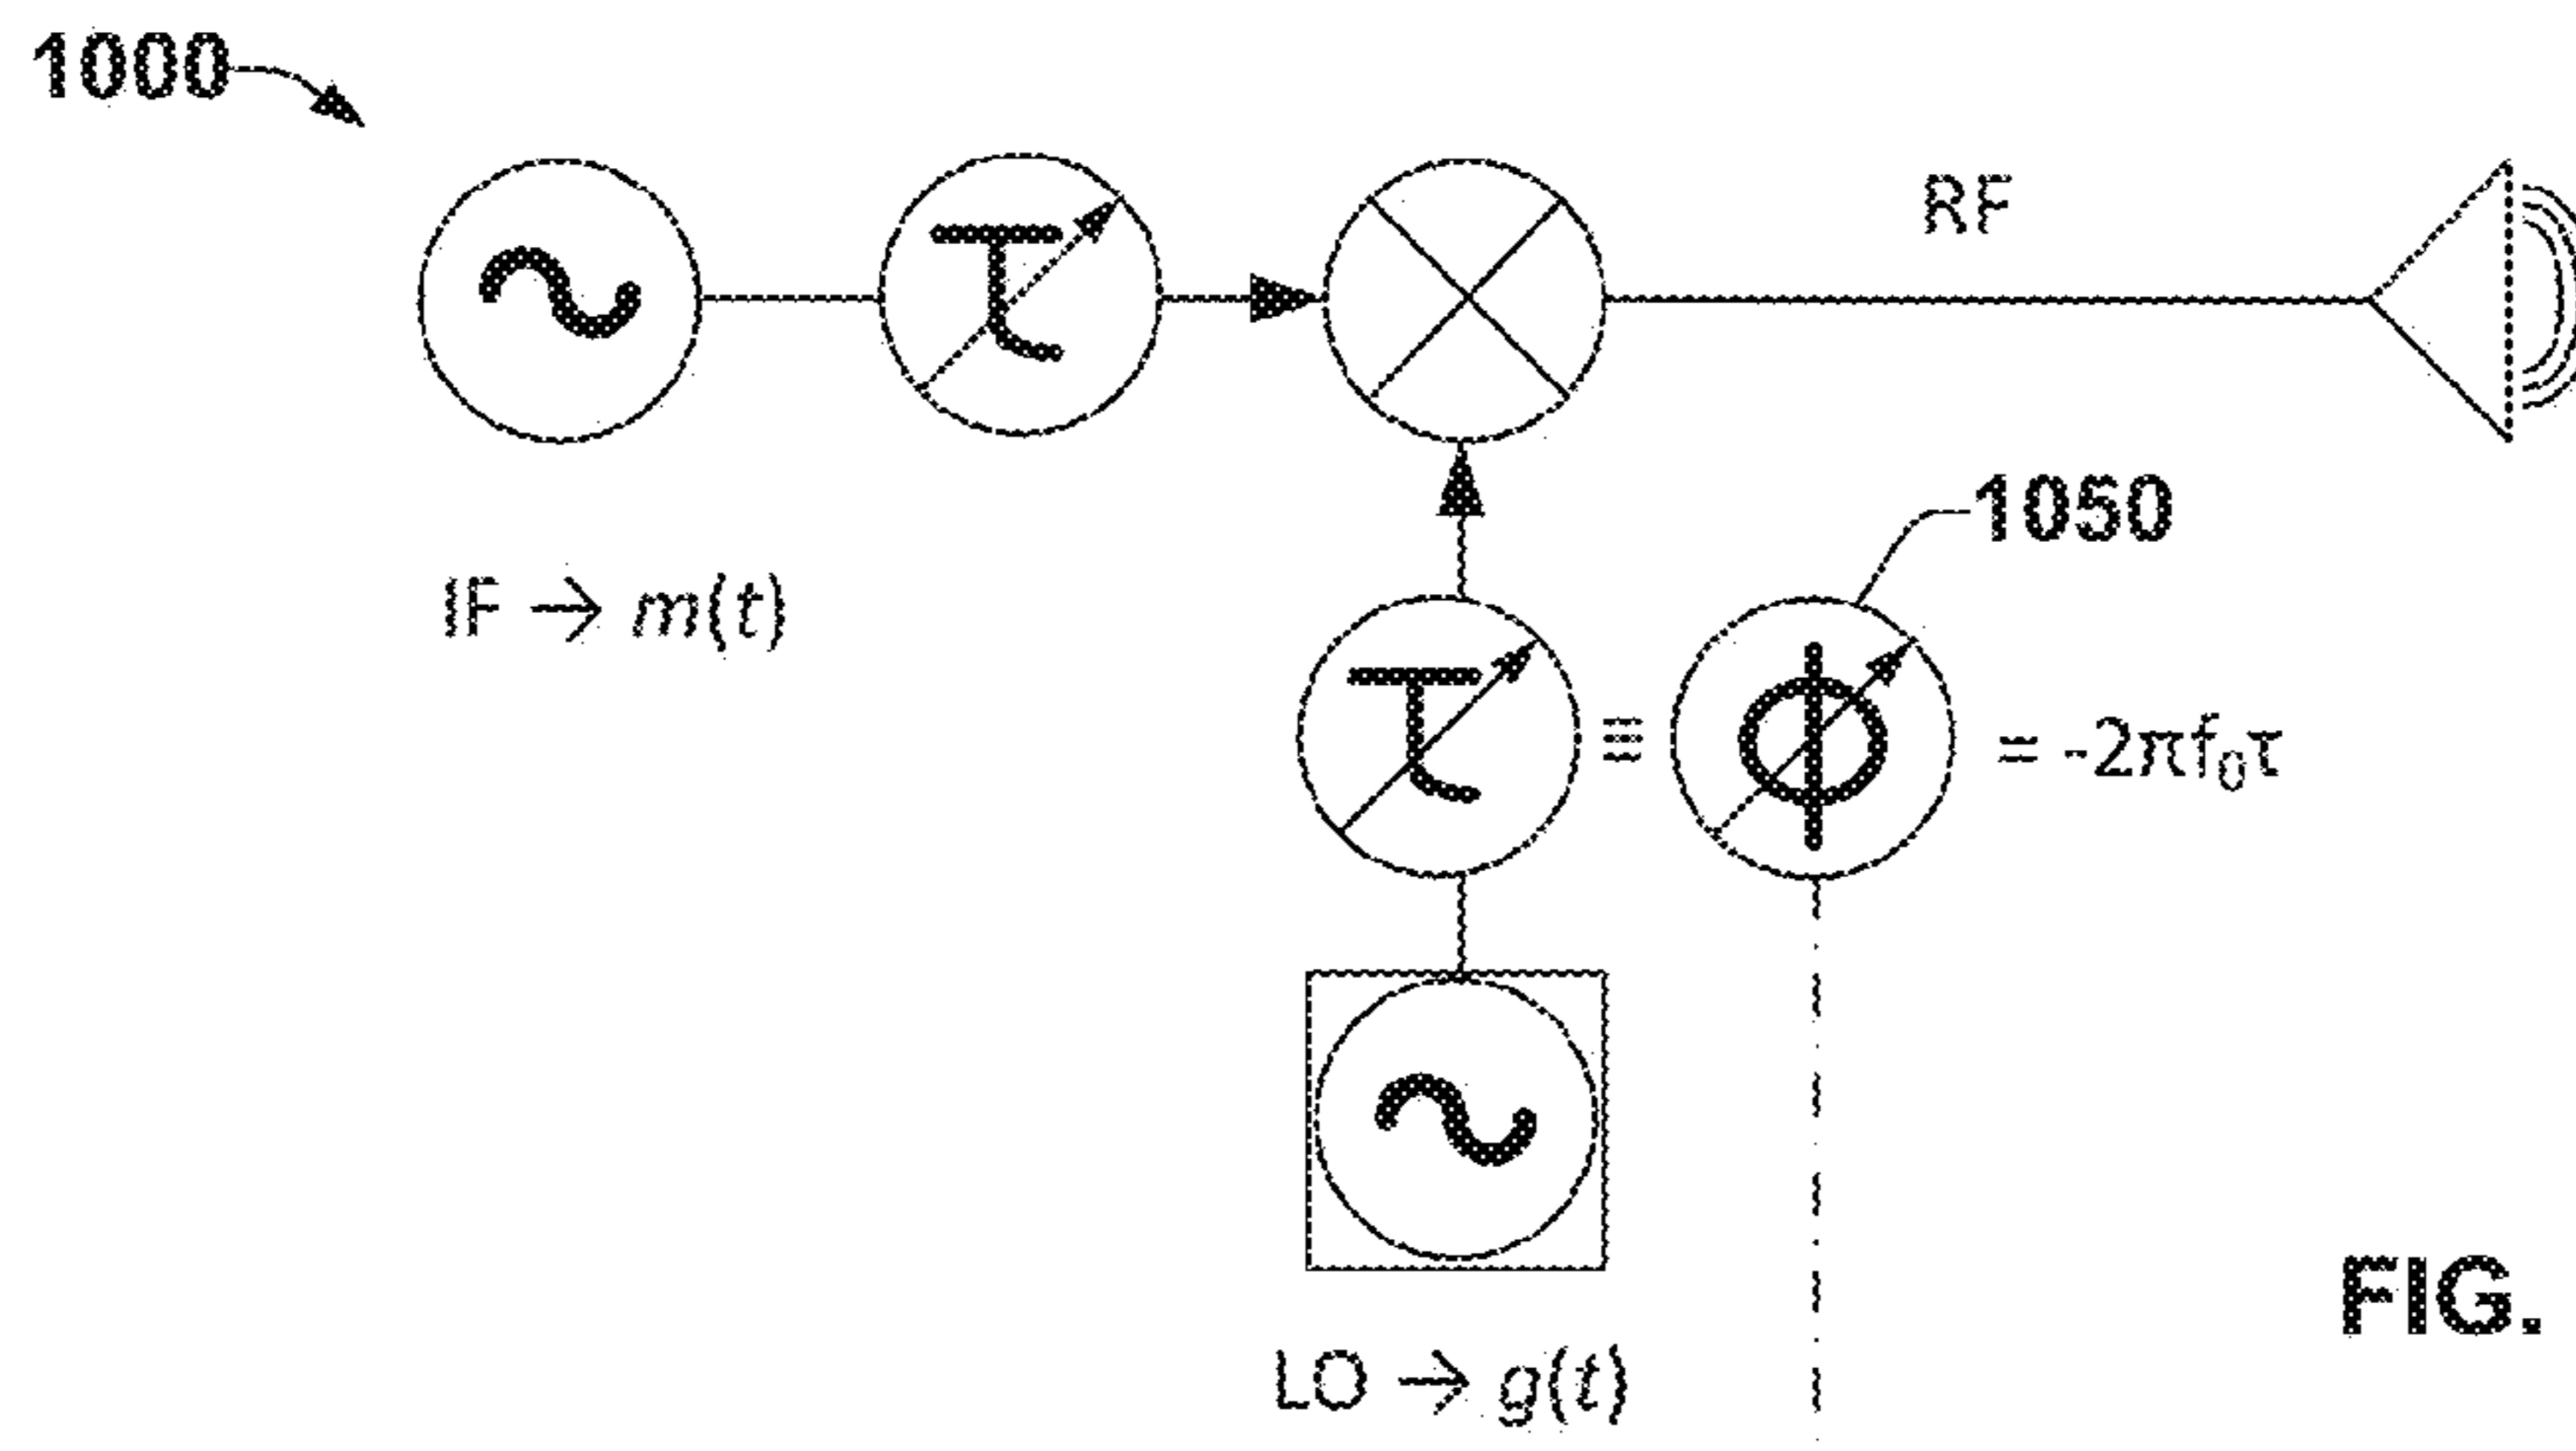 1000
τ
RF
1050
IF → m(t)
τ ≡ Φ = -2πf₀τ
LO → g(t)
FIG.